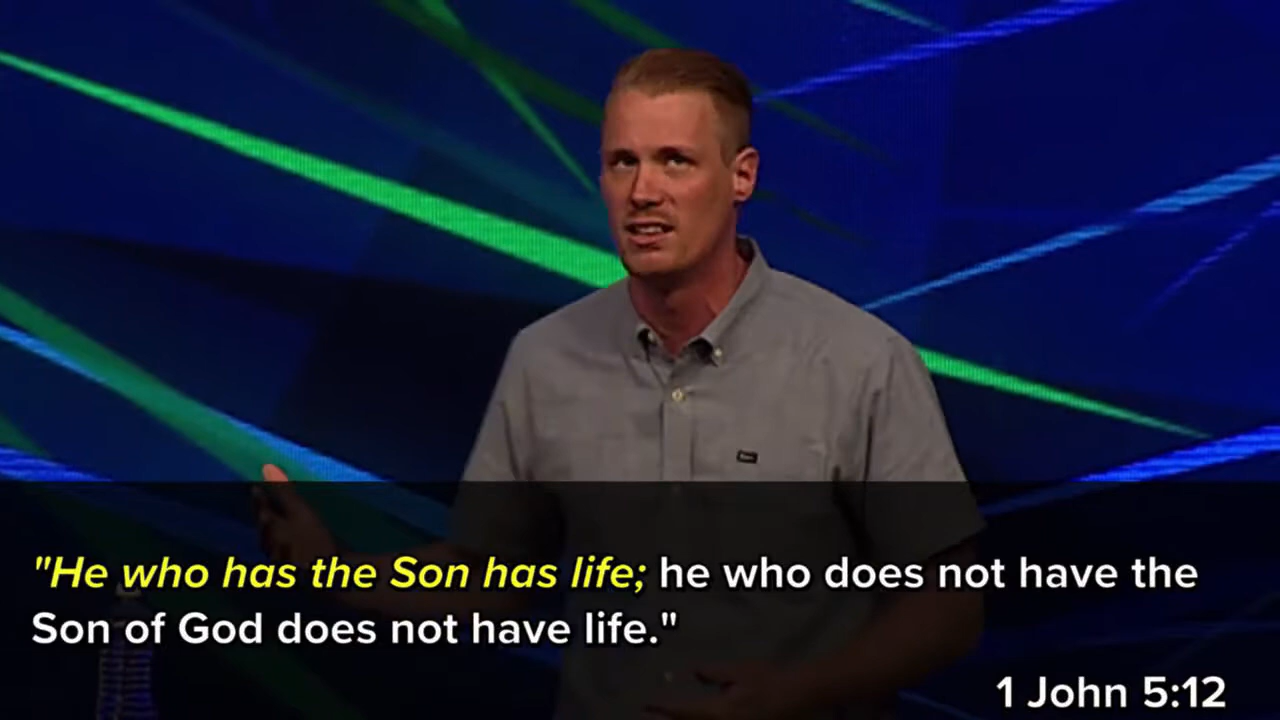 "He who has the Son has life; he who does not have the
Son of God does not have life."
1 John 5:12